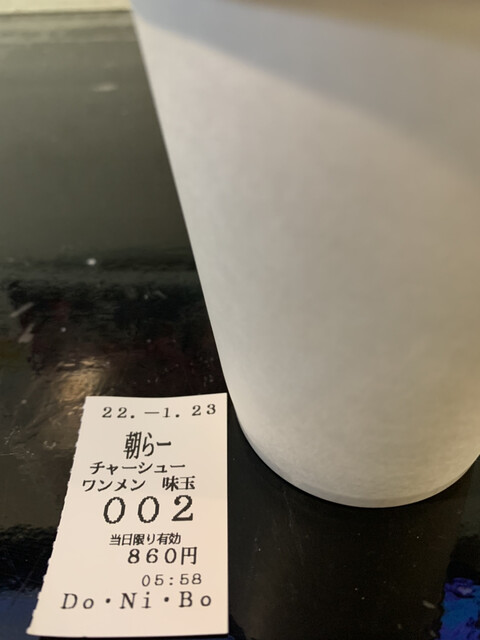 22.-1.23
朝らー
チャーシュー
ワンメン 味玉
002
当日限り有効
860円
05:58
Do・Ni・Bo